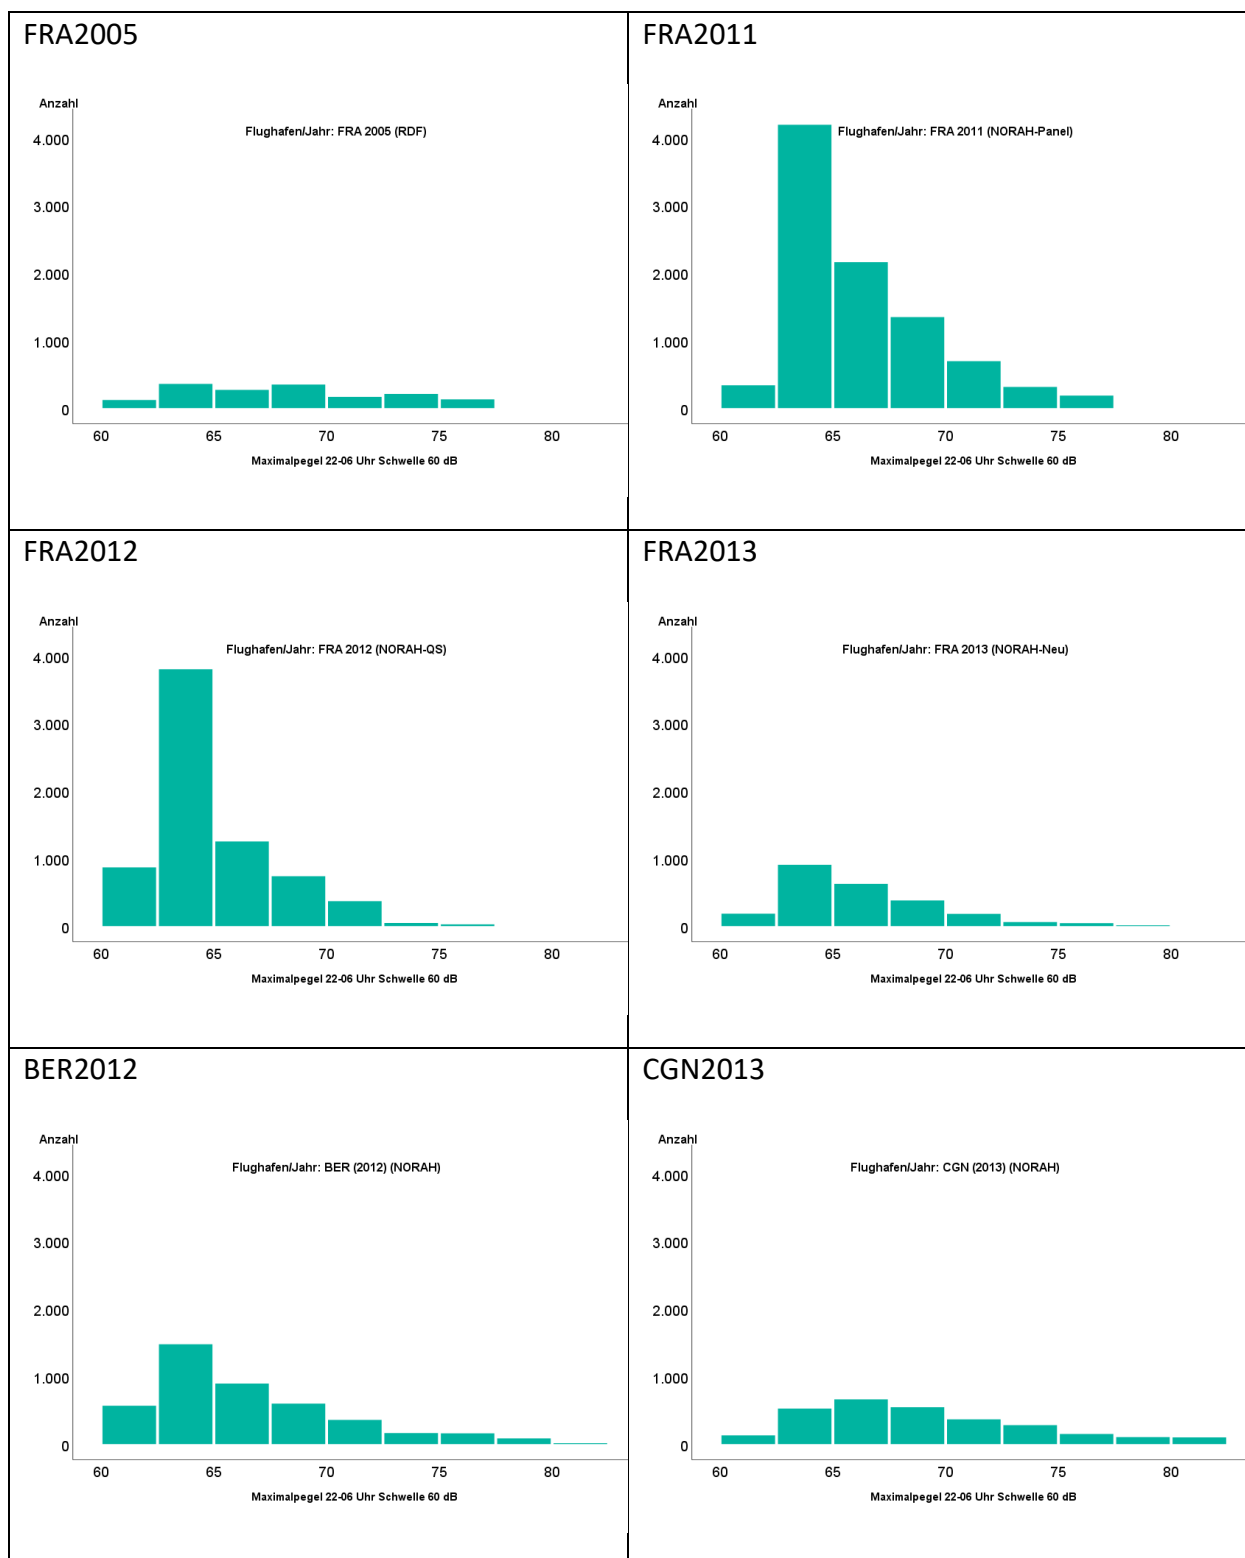 FRA2005
Anzahl
Flughafen/Jahr: FRA 2005 (RDF)
4.000
3.000
2.000
1.000
0
60 65 70 75 80
Maximalpegel 22-06 Uhr Schwelle 60 dB
FRA2011
Anzahl
Flughafen/Jahr: FRA 2011 (NORAH-Panel)
4.000
3.000
2.000
1.000
0
60 65 70 75 80
Maximalpegel 22-06 Uhr Schwelle 60 dB
FRA2012
Anzahl
Flughafen/Jahr: FRA 2012 (NORAH-QS)
4.000
3.000
2.000
1.000
0
60 65 70 75 80
Maximalpegel 22-06 Uhr Schwelle 60 dB
FRA2013
Anzahl
Flughafen/Jahr: FRA 2013 (NORAH-Neu)
4.000
3.000
2.000
1.000
0
60 65 70 75 80
Maximalpegel 22-06 Uhr Schwelle 60 dB
BER2012
Anzahl
Flughafen/Jahr: BER (2012) (NORAH)
4.000
3.000
2.000
1.000
0
60 65 70 75 80
Maximalpegel 22-06 Uhr Schwelle 60 dB
CGN2013
Anzahl
Flughafen/Jahr: CGN (2013) (NORAH)
4.000
3.000
2.000
1.000
0
60 65 70 75 80
Maximalpegel 22-06 Uhr Schwelle 60 dB